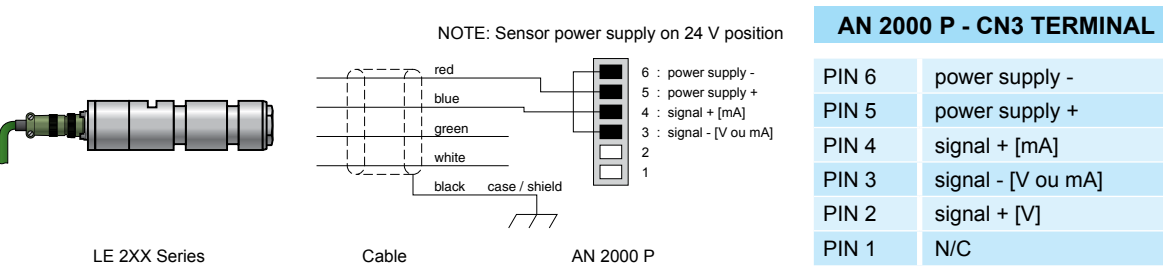 NOTE: Sensor power supply on 24 V position
red
blue
green
white
black case / shield
6 : power supply -
5 : power supply +
4 : signal + [mA]
3 : signal - [V ou mA]
2
1
LE 2XX Series
Cable
AN 2000 P
AN 2000 P - CN3 TERMINAL
PIN 6 power supply -
PIN 5 power supply +
PIN 4 signal + [mA]
PIN 3 signal - [V ou mA]
PIN 2 signal + [V]
PIN 1 N/C